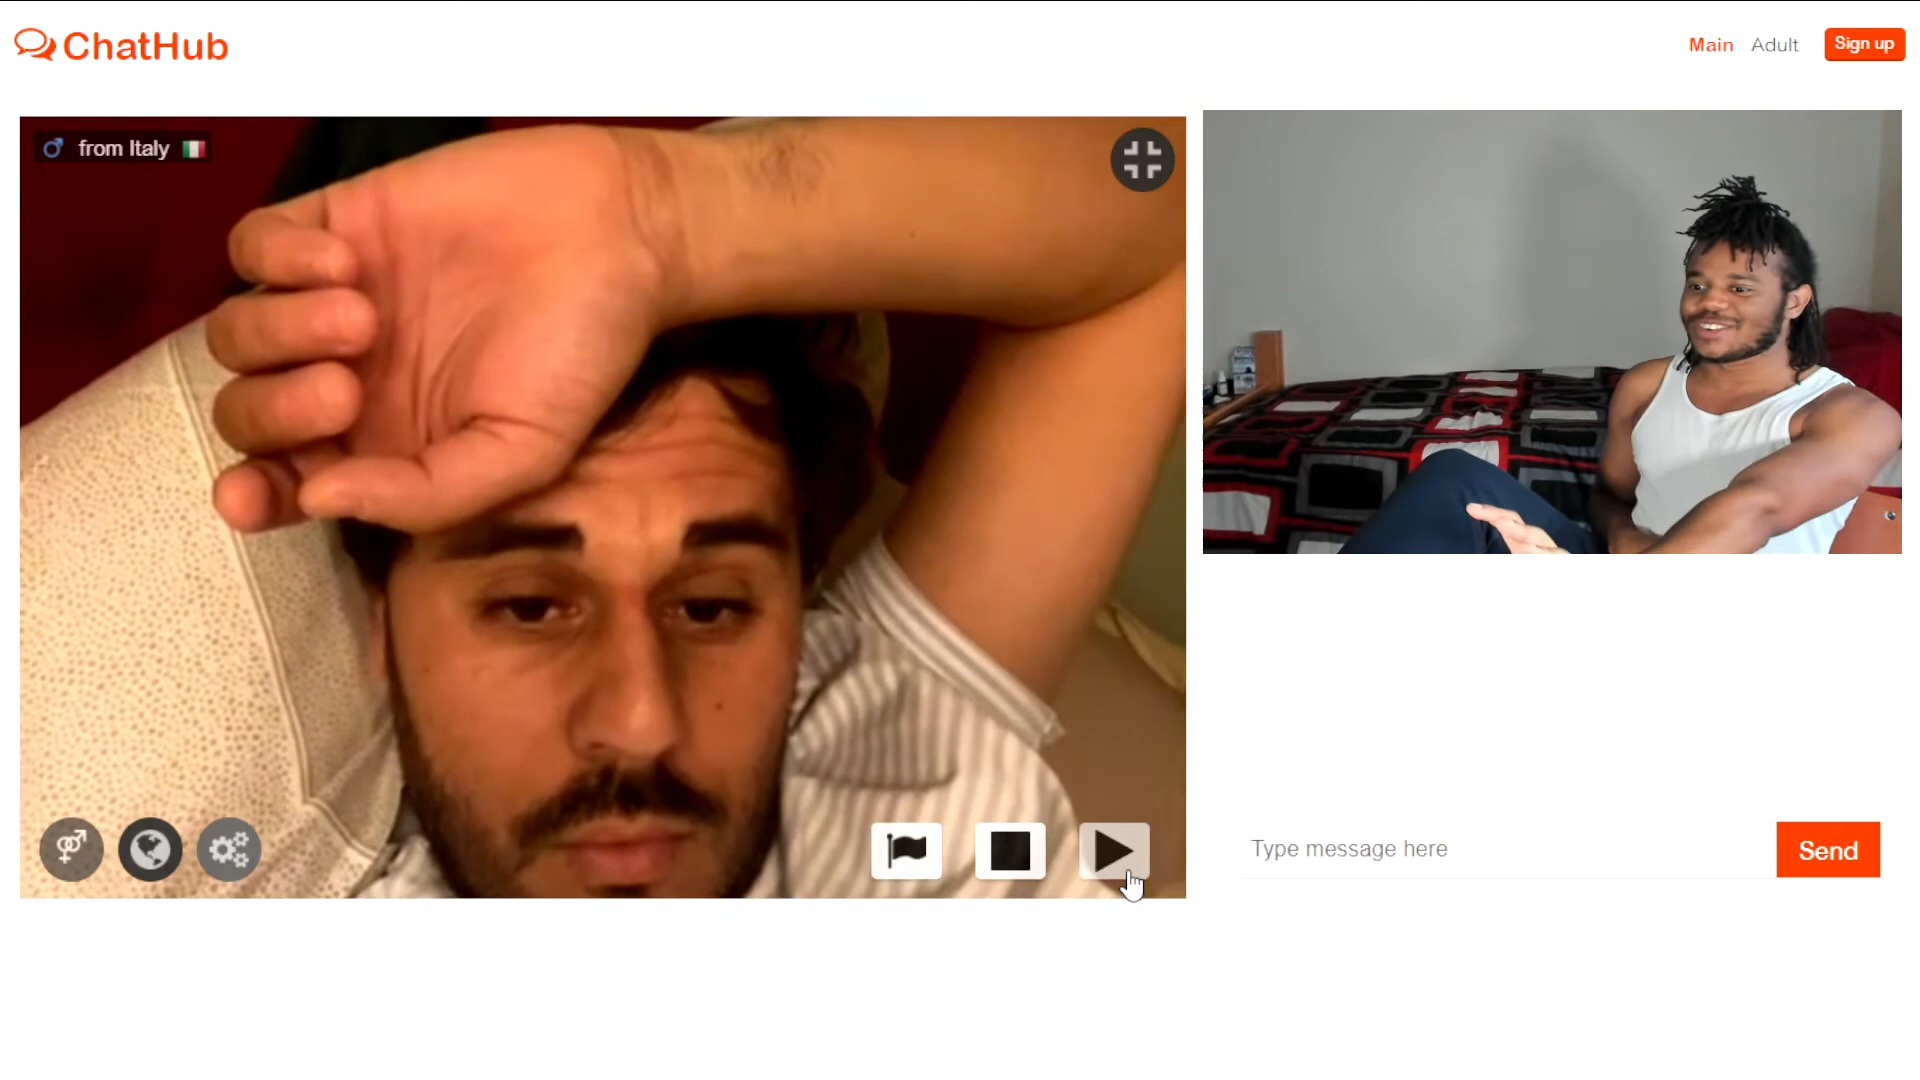 ChatHub
Main
Adult
Sign up
from Italy
Type message here
Send